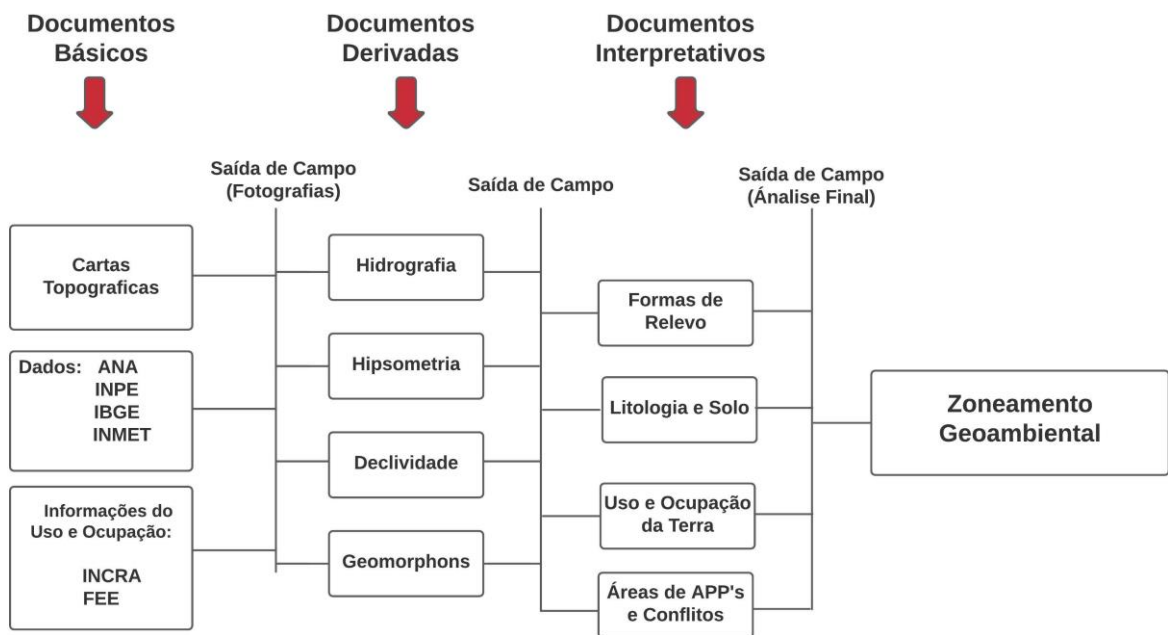 Documentos
Básicos
Documentos
Derivadas
Documentos
Interpretativos
Saída de Campo
(Fotografias)
Saída de Campo
Saída de Campo
(Ánalise Final)
Cartas
Topograficas
Dados: ANA
INPE
IBGE
INMET
Informações do
Uso e Ocupação:
INCRA
FEE
Hidrografia
Hipsometria
Declividade
Geomorphons
Formas de
Relevo
Litologia e Solo
Uso e Ocupação
da Terra
Áreas de APP's
e Conflitos
Zoneamento
Geoambiental